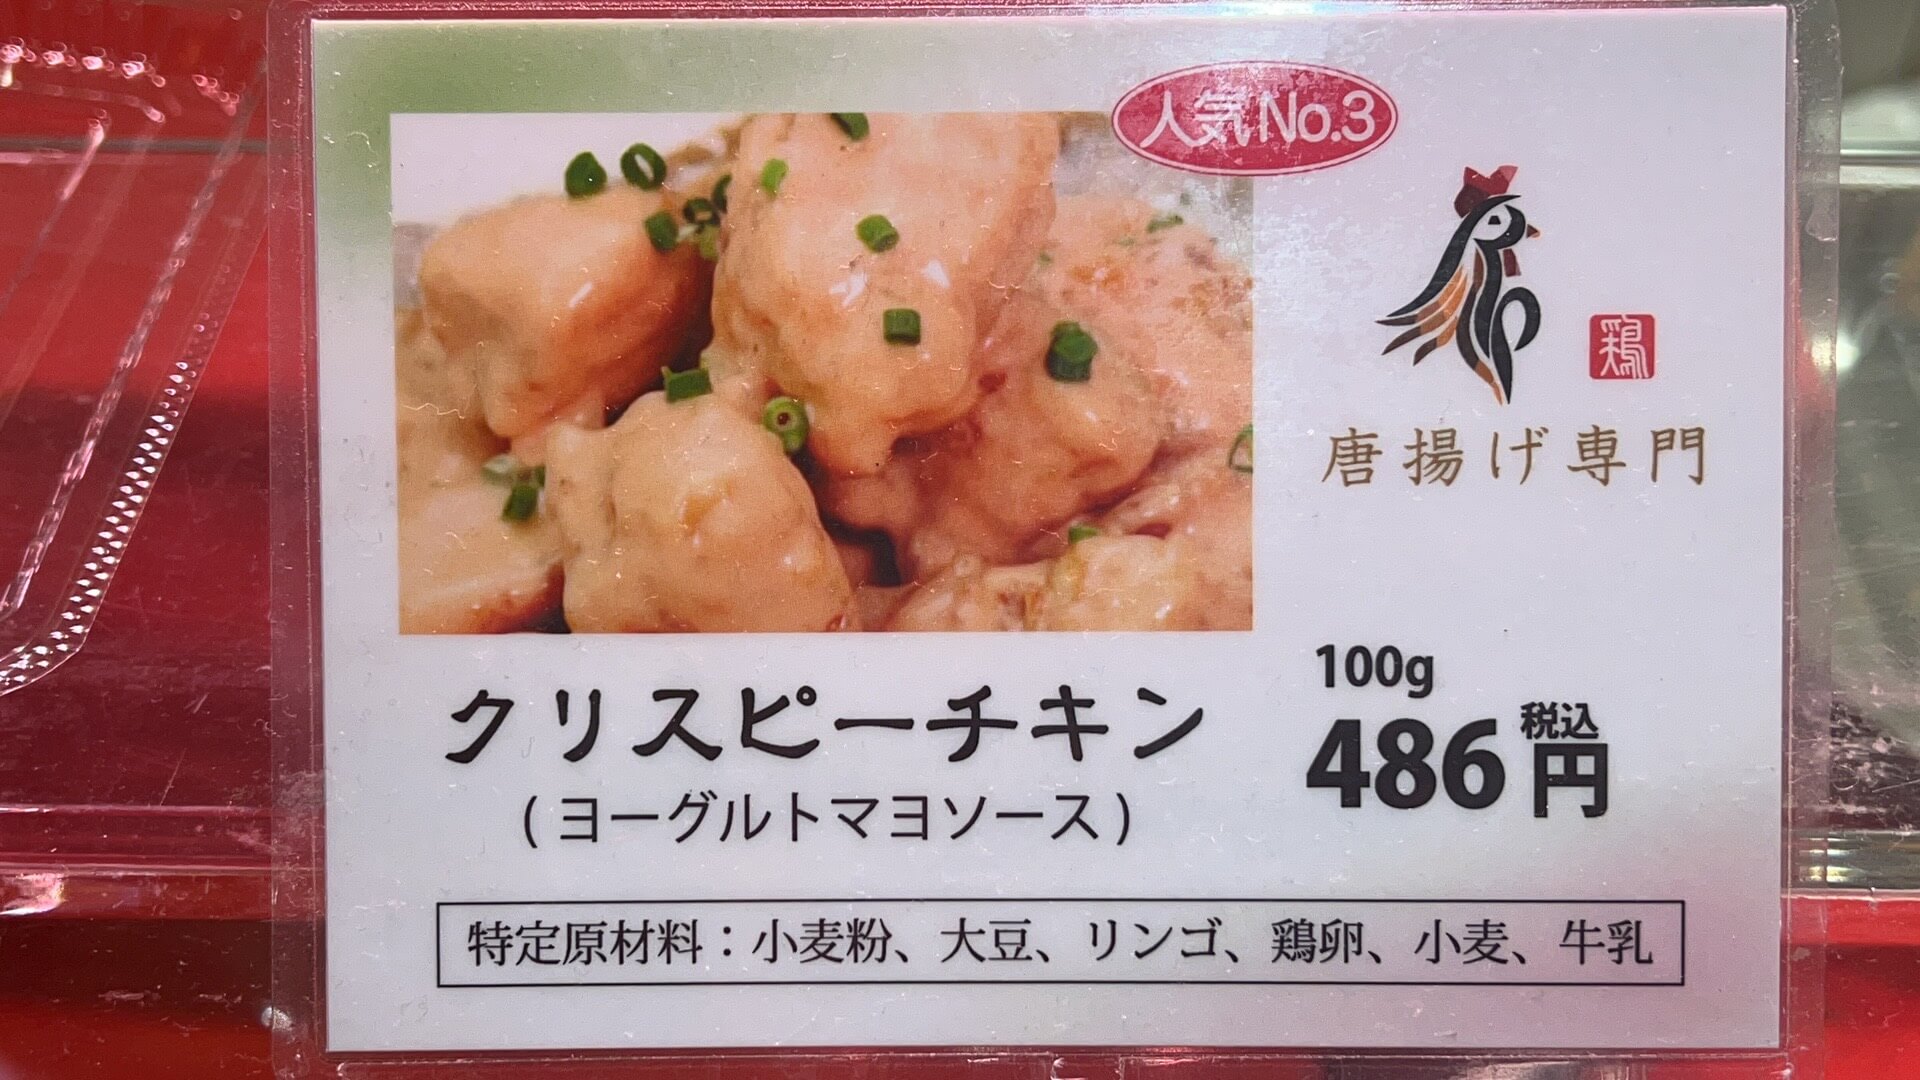 人気No.3
鶏
唐揚げ専門
クリスピーチキン
(ヨーグルトマヨソース)
100g
486円税込
特定原材料：小麦粉、大豆、リンゴ、鶏卵、小麦、牛乳